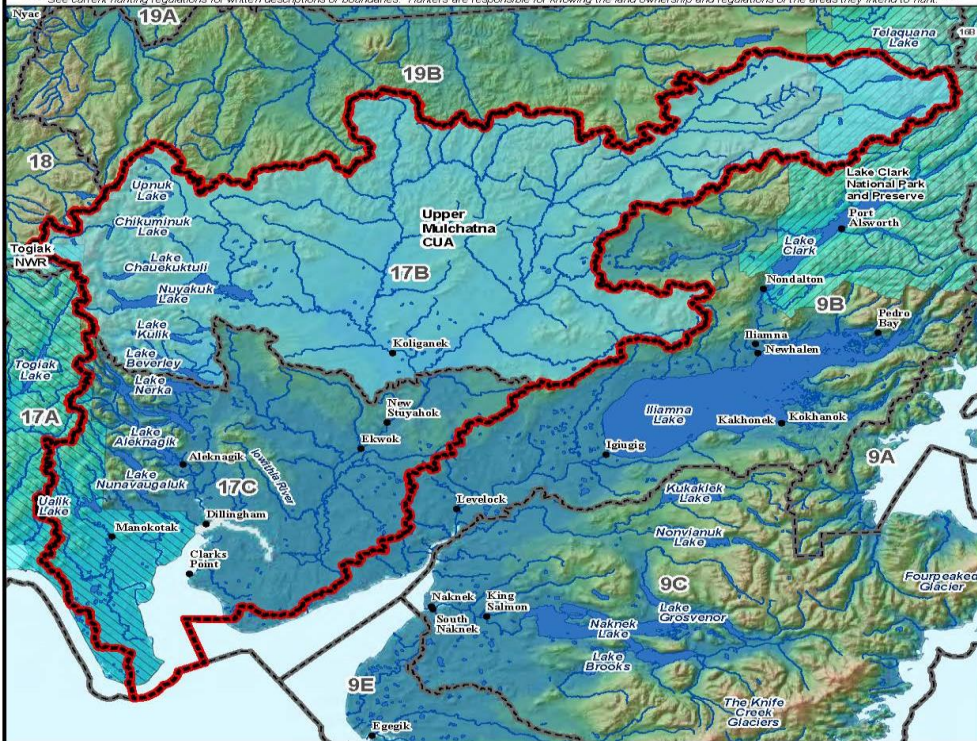 See current hunting regulations for written descriptions of boundaries. Hunters are responsible for knowing the land ownership and regulations of the areas they intend to hunt.
Nyac
19A
Telaquana
Lake
16B
19B
18
Upnuk
Lake
Lake Clark
National Park
and Preserve
Port
Alsworth
Chikuminuk
Lake
Upper
Mulchatna
CUA
Togiak
NWR
Lake
Clark
Lake
Chauekuktuli
17B
Nuyakuk
Lake
Nondalton
9B
Pedro
Bay
Lake
Kulik
Iliamna
Newhalen
Koliganek
Lake
Beverley
Togiak
Lake
Lake
Nerka
New
Stuyahok
Iliamna
Lake
17A
Kakhonek
Kokhanok
Lake
Aleknagik
Ekwok
Igiugig
Aleknagik
9A
Lake
Nunavaugaluk
17C
Iowithla River
Kukaklek
Lake
Ualik
Lake
Levelock
Dillingham
Manokotak
Nonvianuk
Lake
Clarks
Point
9C
Fourpeaked
Glacier
Naknek
King
Salmon
South
Naknek
Lake
Grosvenor
Naknek
Lake
Lake
Brooks
9E
The Knife
Creek
Glaciers
Egegik